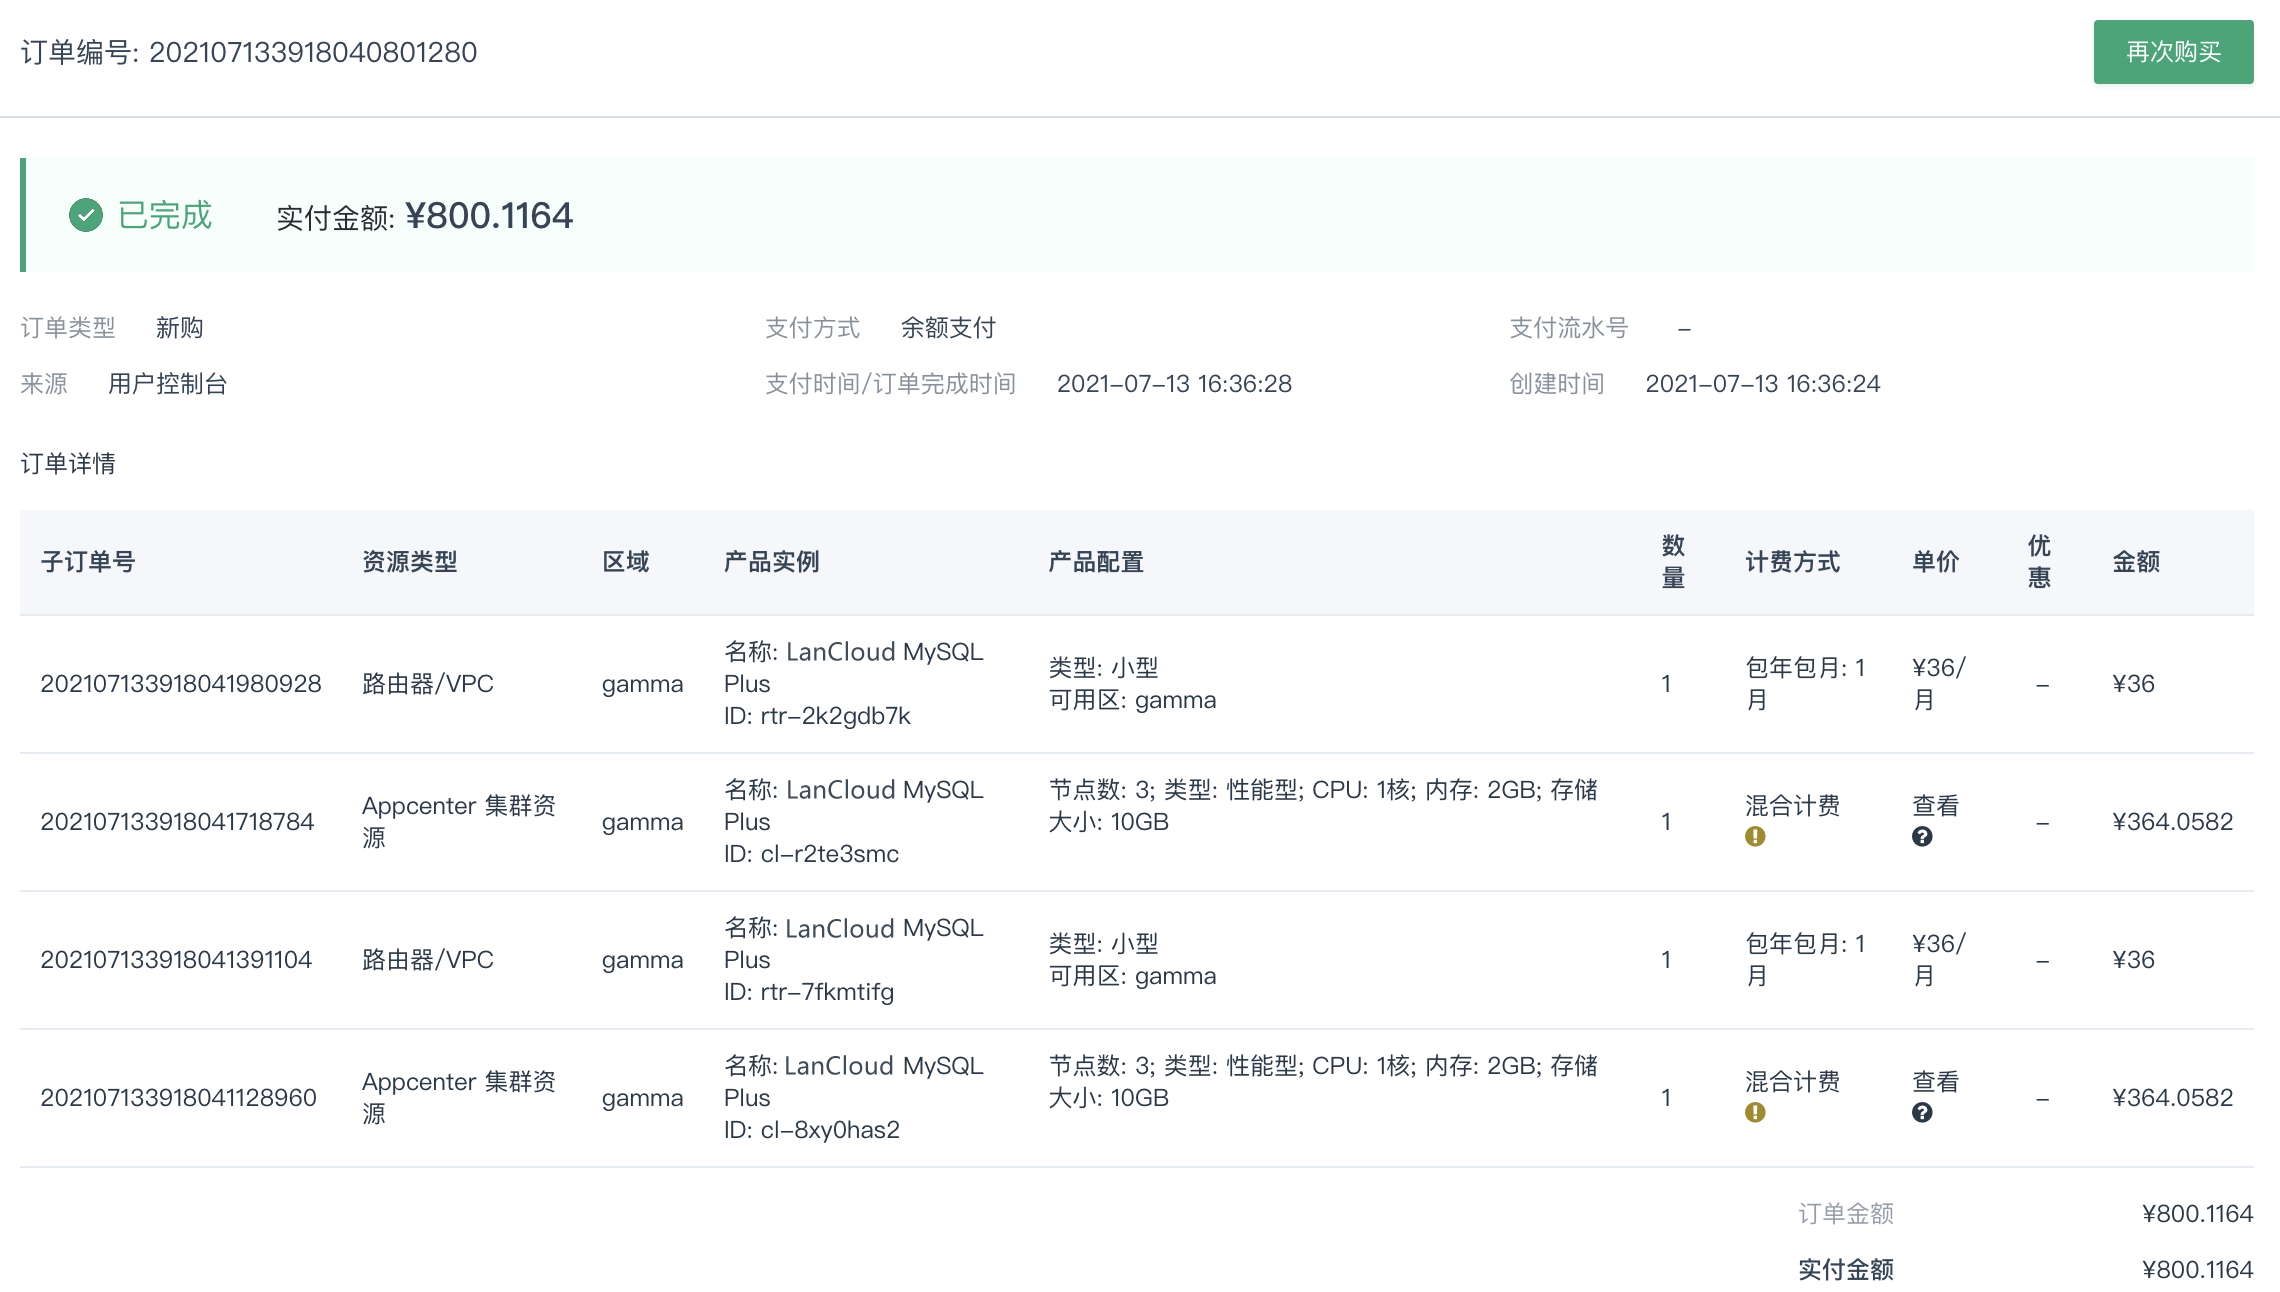 订单编号: 202107133918040801280
再次购买
已完成 实付金额: ¥800.1164
订单类型 新购 支付方式 余额支付 支付流水号 –
来源 用户控制台 支付时间/订单完成时间 2021–07–13 16:36:28 创建时间 2021–07–13 16:36:24
订单详情
子订单号 资源类型 区域 产品实例 产品配置 数量 计费方式 单价 优惠 金额
202107133918041980928
路由器/VPC
gamma
名称: LanCloud MySQL
Plus
ID: rtr–2k2gdb7k
类型: 小型
可用区: gamma
1
包年包月: 1
月
¥36/
月
–
¥36
202107133918041718784
Appcenter 集群资
源
gamma
名称: LanCloud MySQL
Plus
ID: cl–r2te3smc
节点数: 3; 类型: 性能型; CPU: 1核; 内存: 2GB; 存储
大小: 10GB
1
混合计费
查看
–
¥364.0582
202107133918041391104
路由器/VPC
gamma
名称: LanCloud MySQL
Plus
ID: rtr–7fkmtifg
类型: 小型
可用区: gamma
1
包年包月: 1
月
¥36/
月
–
¥36
202107133918041128960
Appcenter 集群资
源
gamma
名称: LanCloud MySQL
Plus
ID: cl–8xy0has2
节点数: 3; 类型: 性能型; CPU: 1核; 内存: 2GB; 存储
大小: 10GB
1
混合计费
查看
–
¥364.0582
订单金额 ¥800.1164
实付金额 ¥800.1164